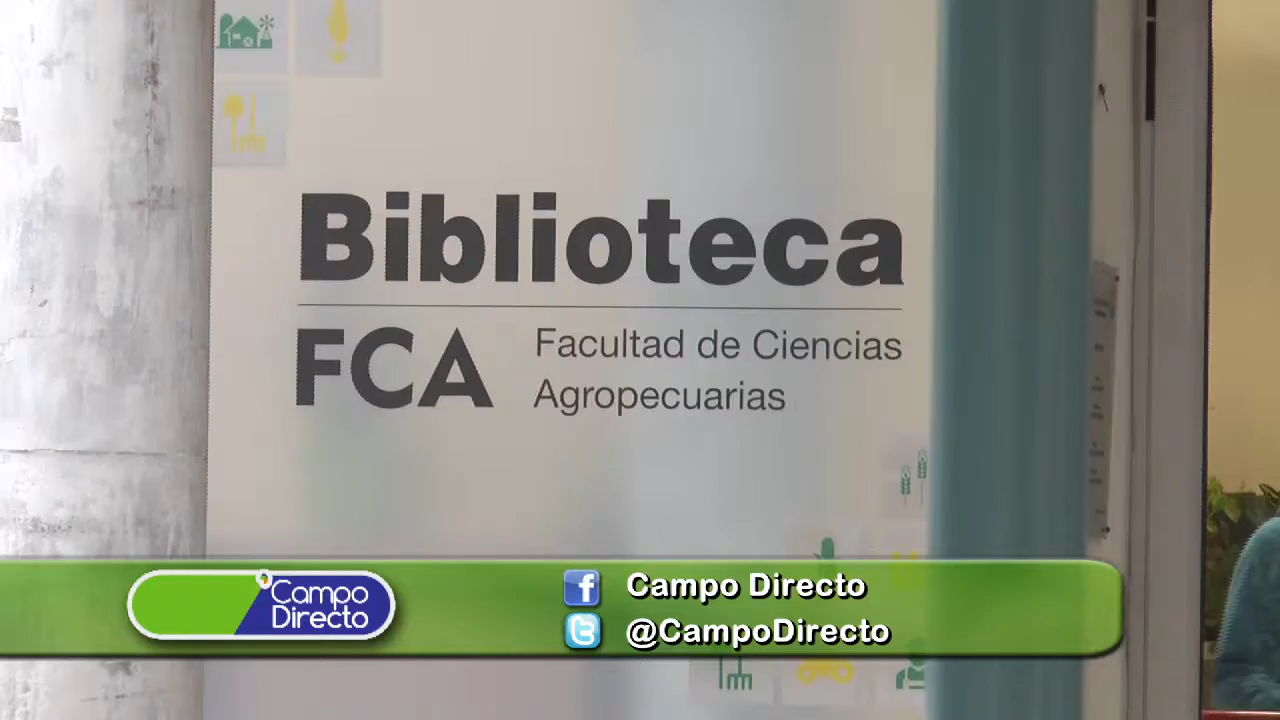 Biblioteca
FCA
Facultad de Ciencias
Agropecuarias
Campo
Directo
Campo Directo
@CampoDirecto